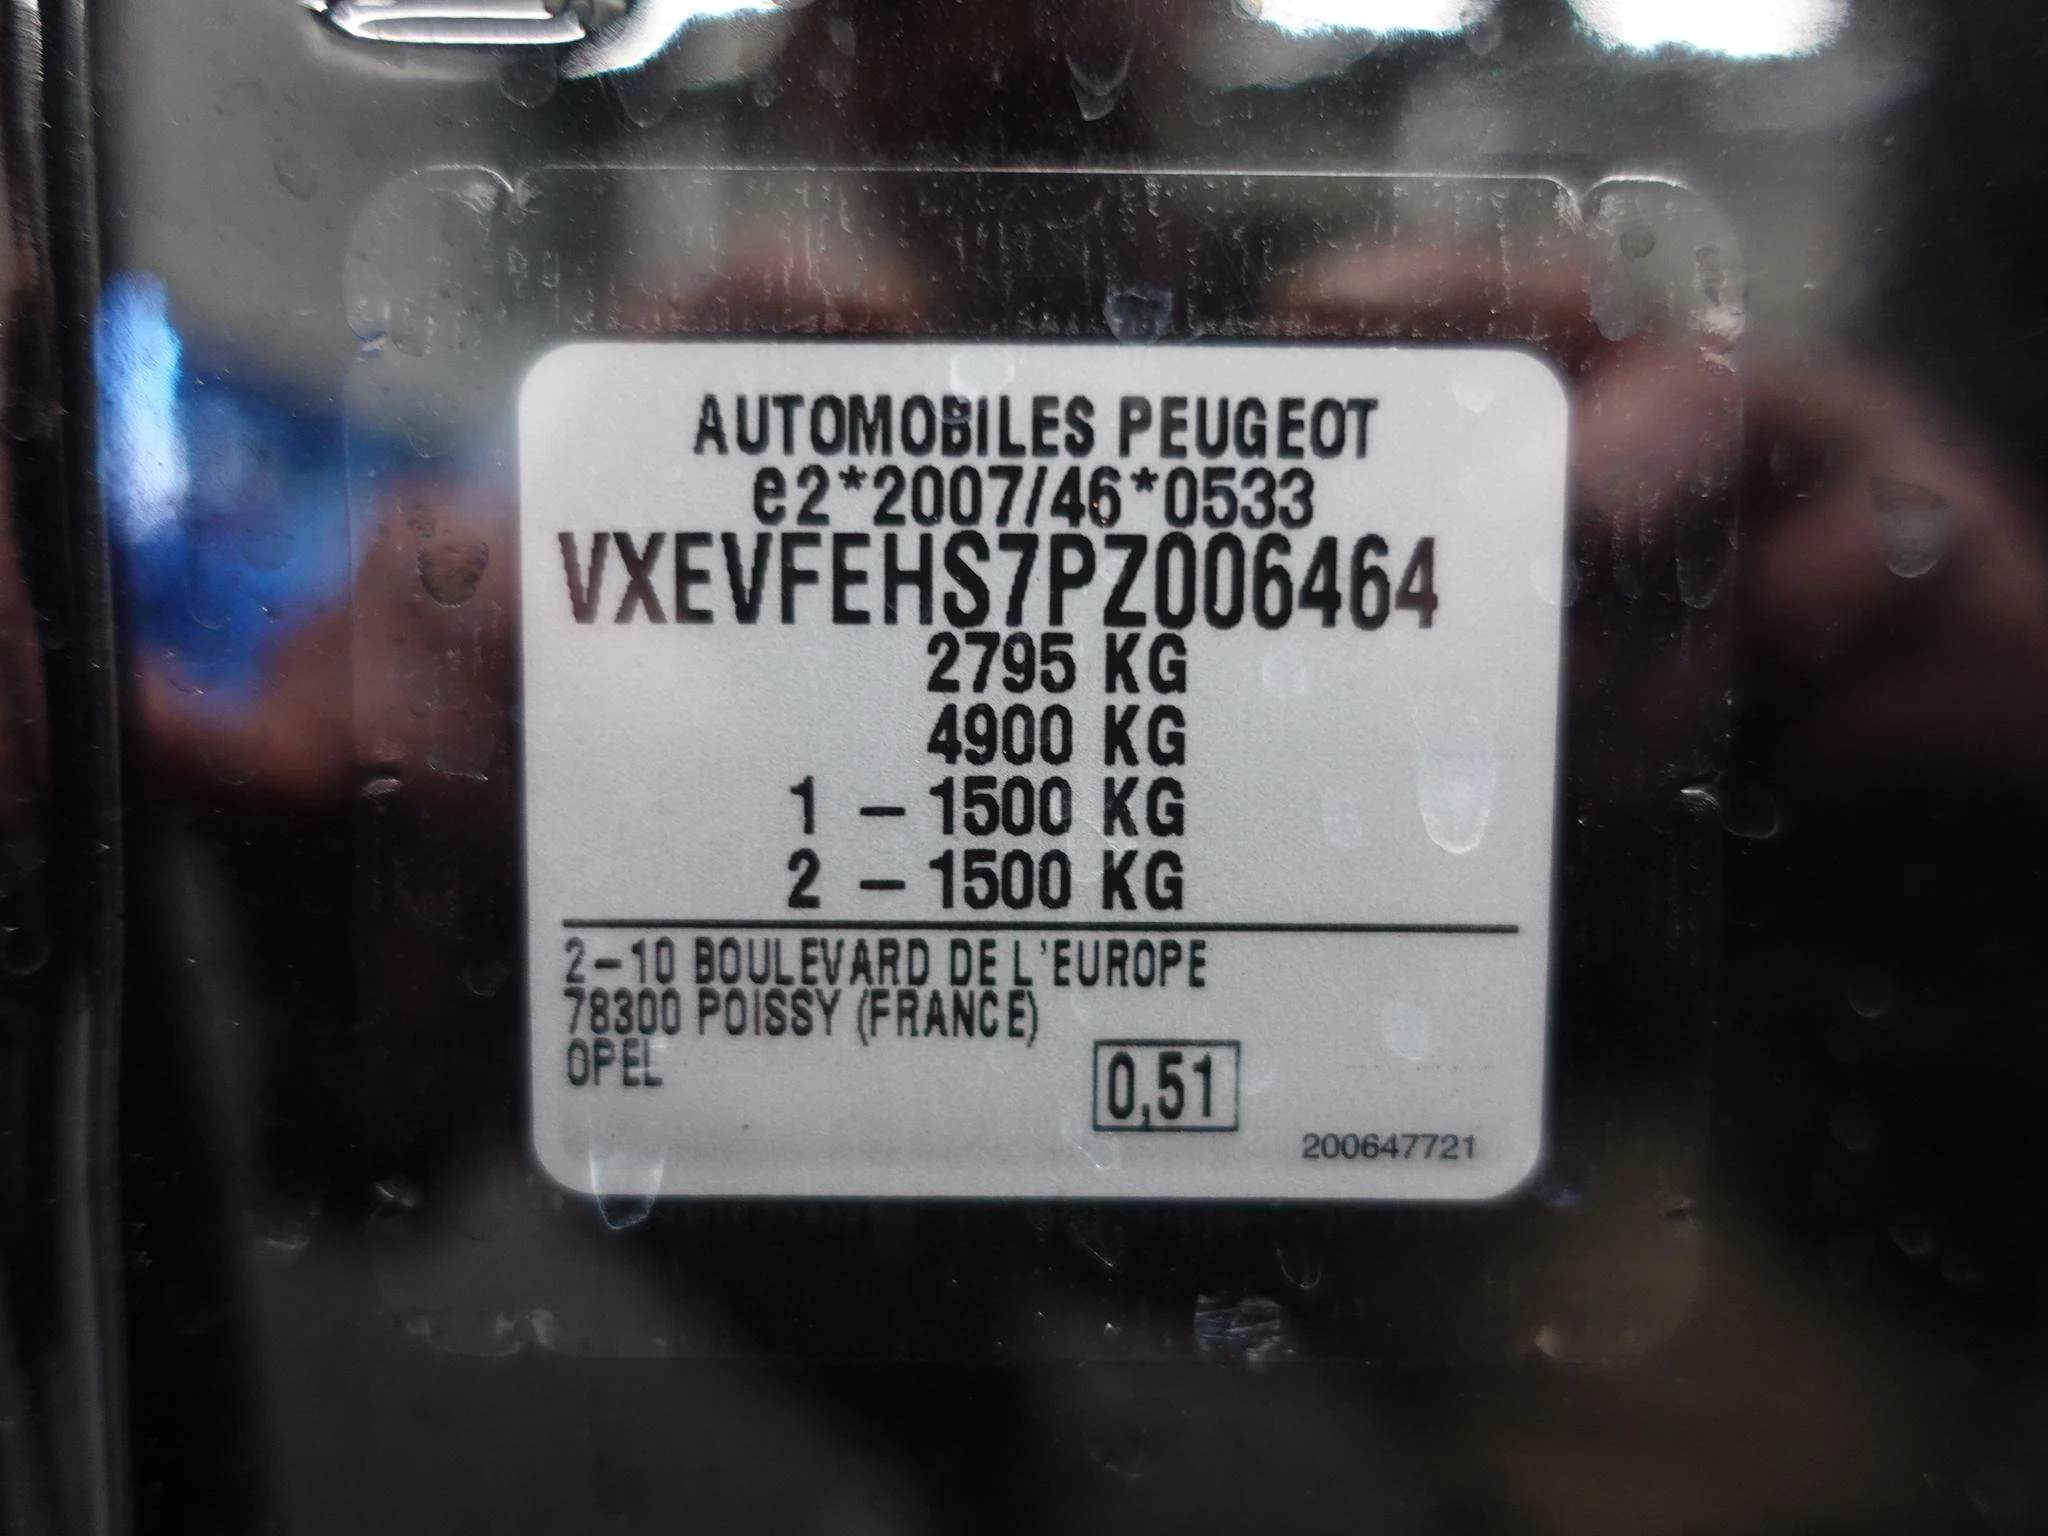 AUTOMOBILES PEUGEOT
e2*2007/46*0533
VXEVFEHS7PZ006464
2795 KG
4900 KG
1 – 1500 KG
2 – 1500 KG
2–10 BOULEVARD DE L'EUROPE
78300 POISSY (FRANCE)
OPEL
0,51
200647721